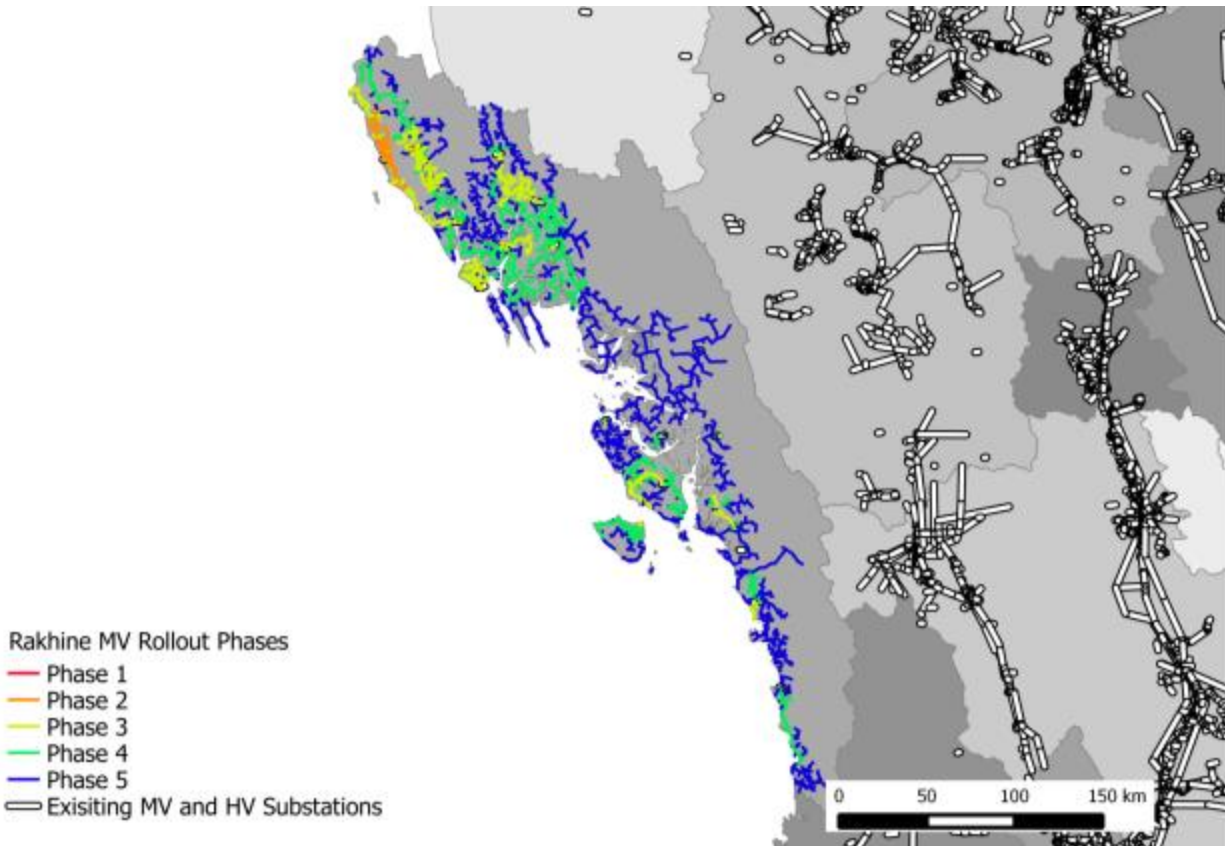 Rakhine MV Rollout Phases
Phase 1
Phase 2
Phase 3
Phase 4
Phase 5
Exisiting MV and HV Substations
0 50 100 150 km